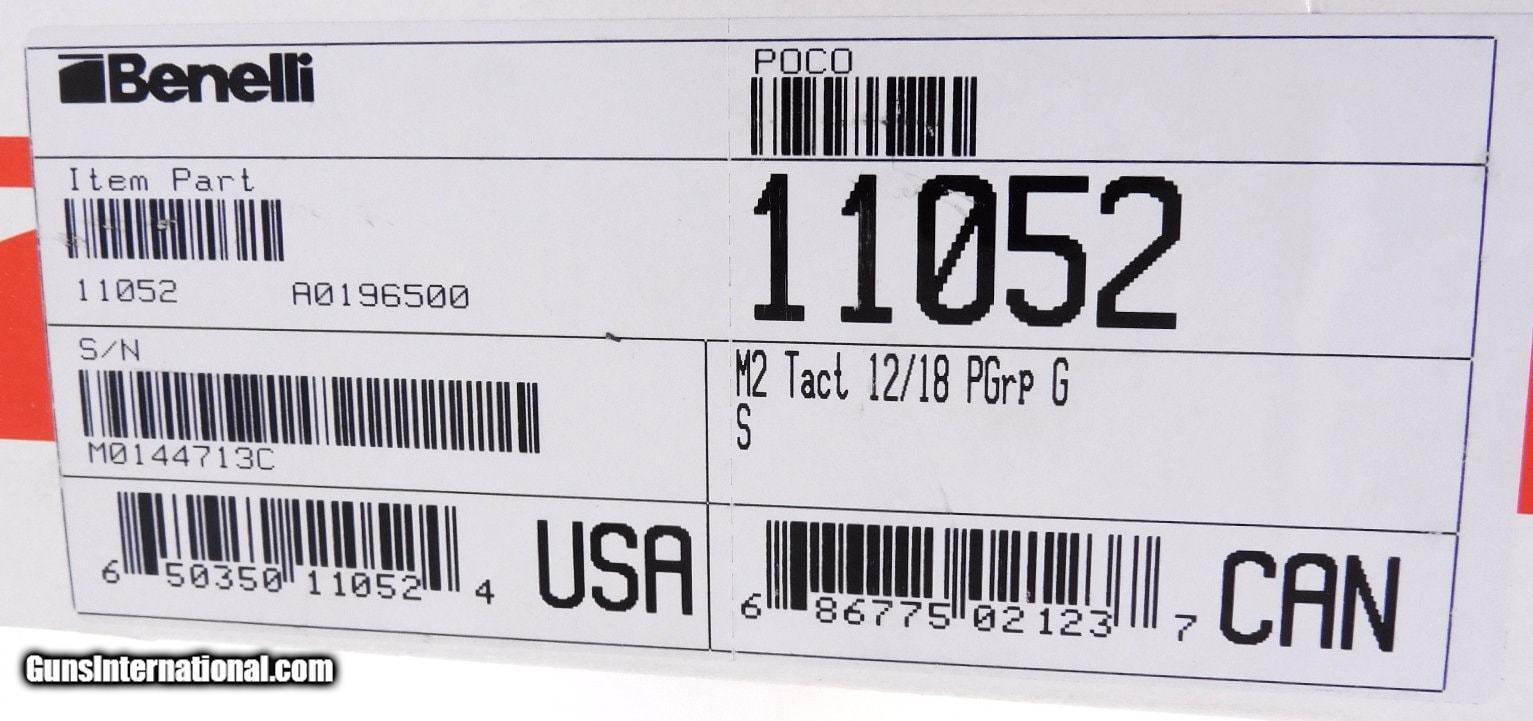 Benelli
POCO
Item Part
11052 A0196500
11052
S/N
M0144713C
M2 Tact 12/18 PGrp G
S
6 50350 11052 4
USA
6 86775 02123 7
CAN
GunsInternational.com